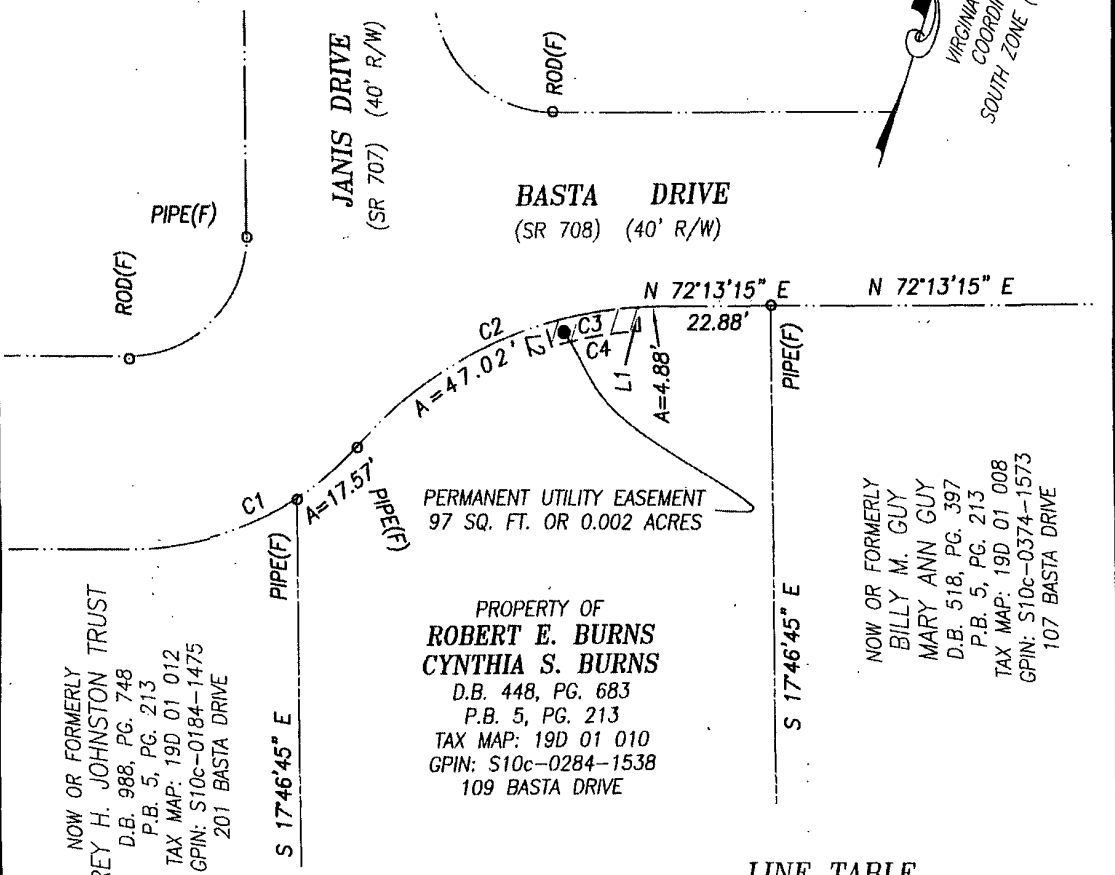 JANIS DRIVE
(SR 707) (40' R/W)
ROD(F)
VIRGINIA
SOUTH ZONE (
PIPE(F)
ROD(F)
BASTA DRIVE
(SR 708) (40' R/W)
N 72°13'15" E
22.88'
N 72°13'15" E
PIPE(F)
C2
A=47.02'
L2
C3
C4
L1
A=4.88'
C1
A=17.57'
PIPE(F)
PIPE(F)
PERMANENT UTILITY EASEMENT
97 SQ. FT. OR 0.002 ACRES
PROPERTY OF
ROBERT E. BURNS
CYNTHIA S. BURNS
D.B. 448, PG. 683
P.B. 5, PG. 213
TAX MAP: 19D 01 010
GPIN: S10c-0284-1538
109 BASTA DRIVE
S 17°46'45" E
S 17°46'45" E
NOW OR FORMERLY
BILLY M. GUY
MARY ANN GUY
D.B. 518, PG. 397
P.B. 5, PG. 213
TAX MAP: 19D 01 008
GPIN: S10c-0374-1573
107 BASTA DRIVE
NOW OR FORMERLY
REY H. JOHNSTON TRUST
D.B. 988, PG. 748
P.B. 5, PG. 213
TAX MAP: 19D 01 012
GPIN: S10c-0184-1475
201 BASTA DRIVE
LINE TABLE